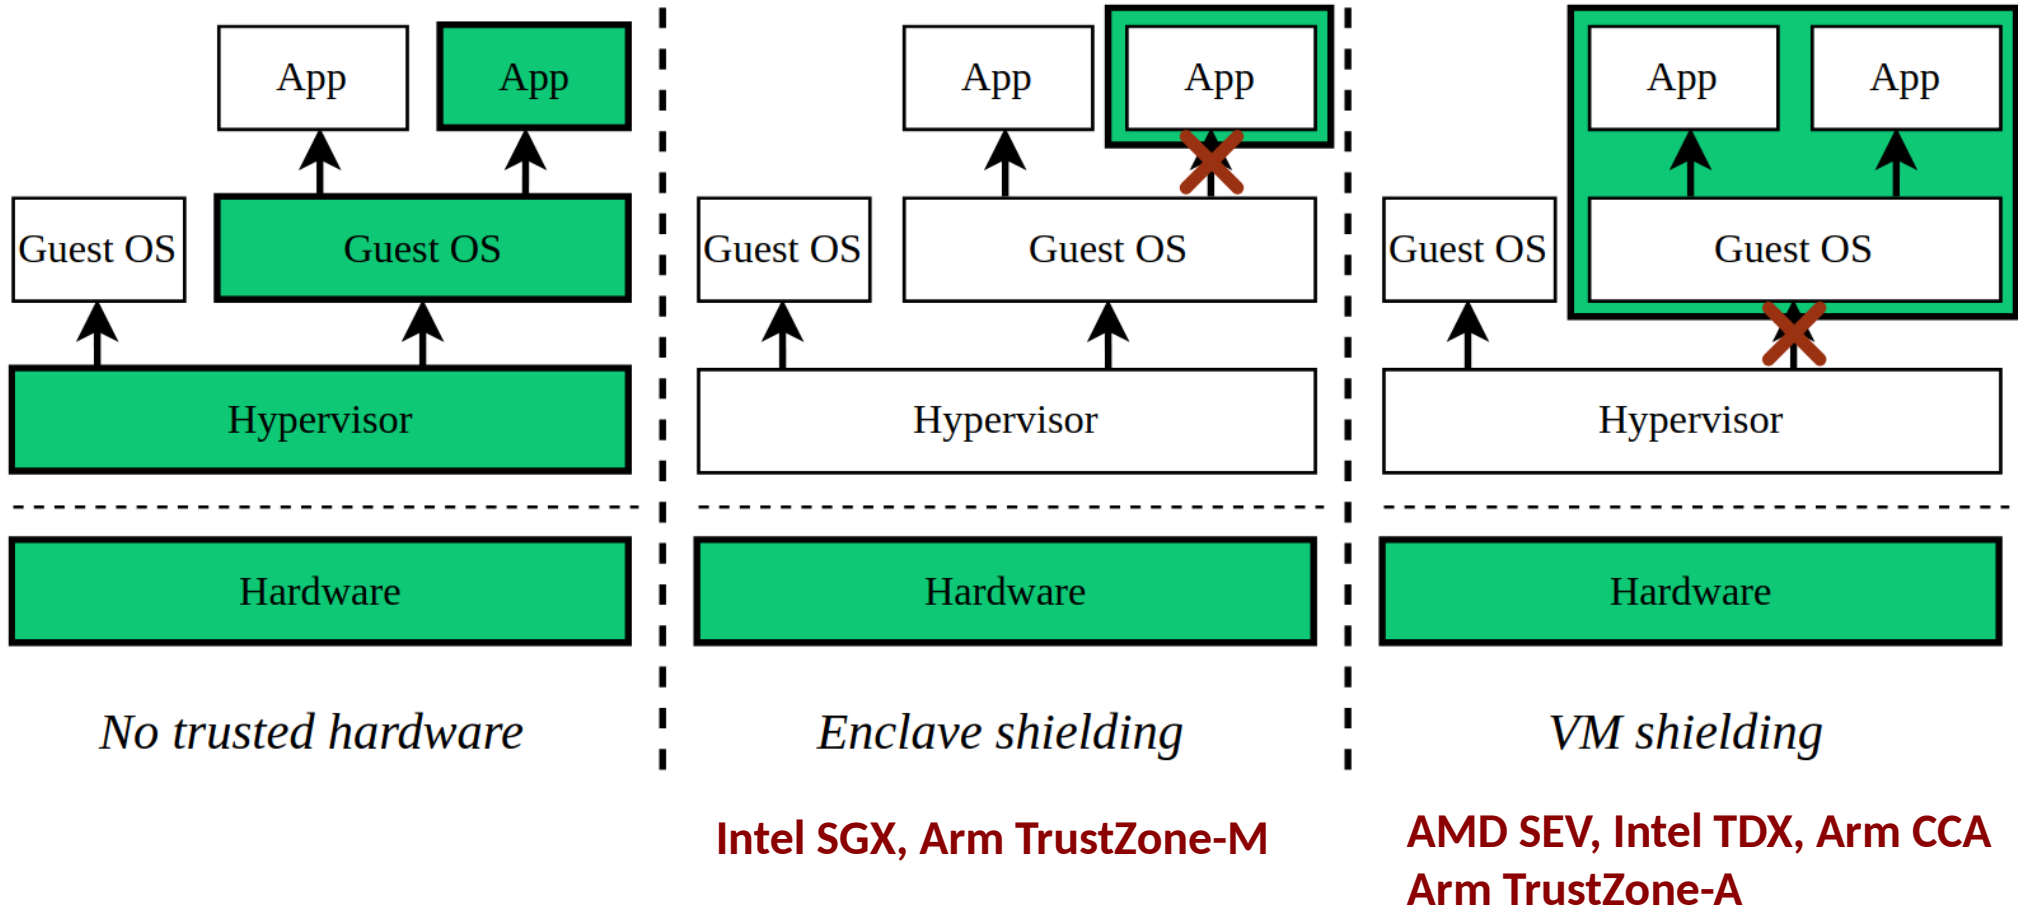 App
App
Guest OS
Guest OS
Hypervisor
Hardware
No trusted hardware
App
App
Guest OS
Guest OS
Hypervisor
Hardware
Enclave shielding
Intel SGX, Arm TrustZone-M
App
App
Guest OS
Guest OS
Hypervisor
Hardware
VM shielding
AMD SEV, Intel TDX, Arm CCA
Arm TrustZone-A